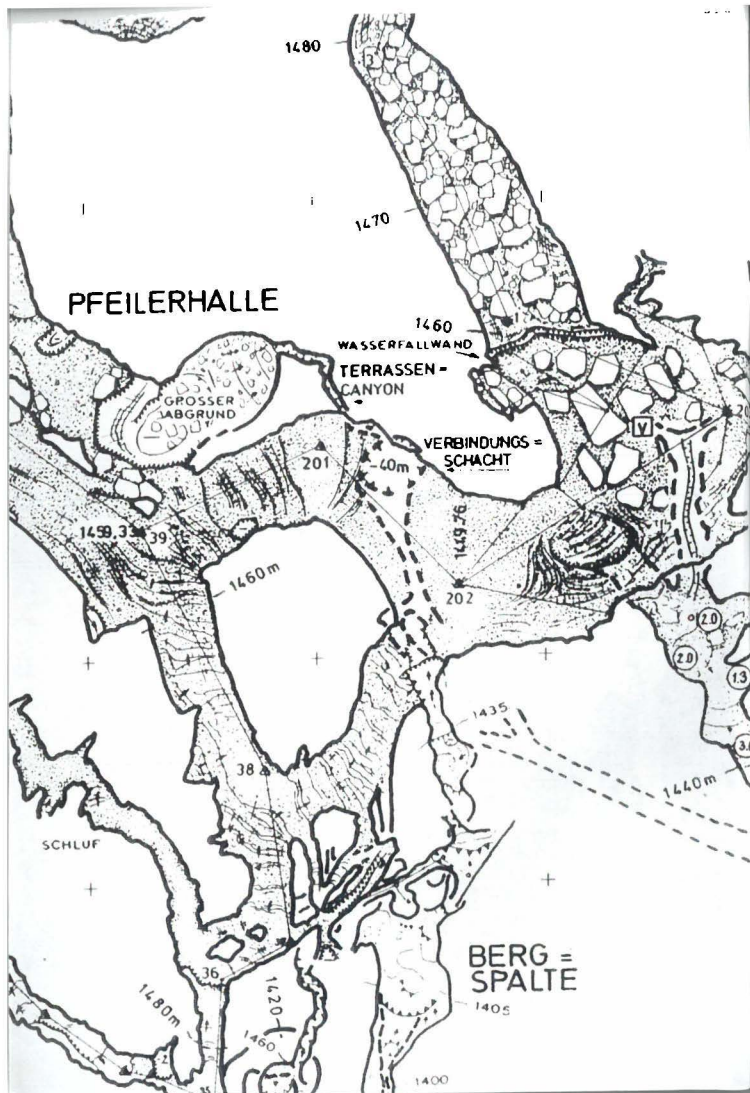 1480
3
1470
PFEILERHALLE
1460
WASSERFALLWAND
TERRASSEN =
CANYON
GROSSER
ABGRUND
VERBINDUNGS =
SCHACHT
201
-40m
V
1459,33
39
1449,76
1460m
202
2.0
2.0
1.3
1435
38
1440m
SCHLUF
BERG =
SPALTE
36
1480m
1420
1405
1460
1400
35